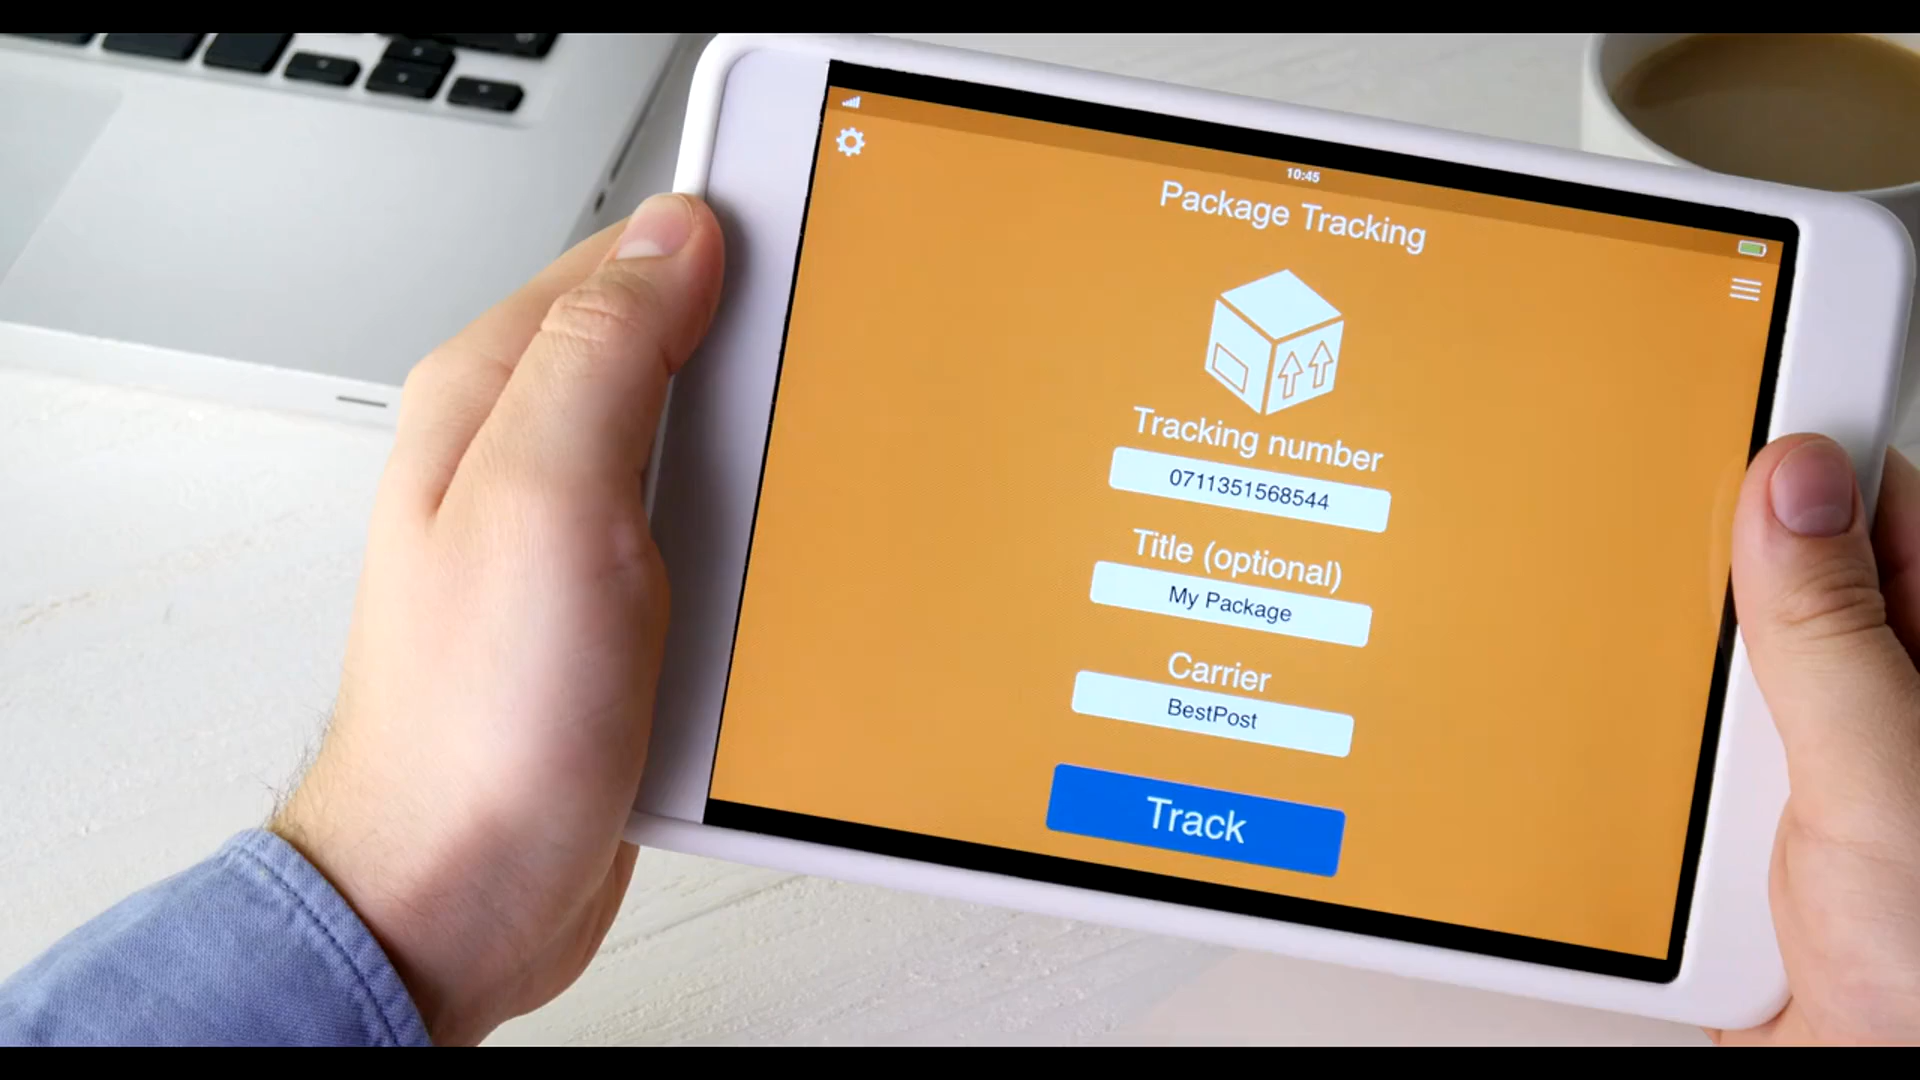 10:45
Package Tracking
Tracking number
0711351568544
Title (optional)
My Package
Carrier
BestPost
Track